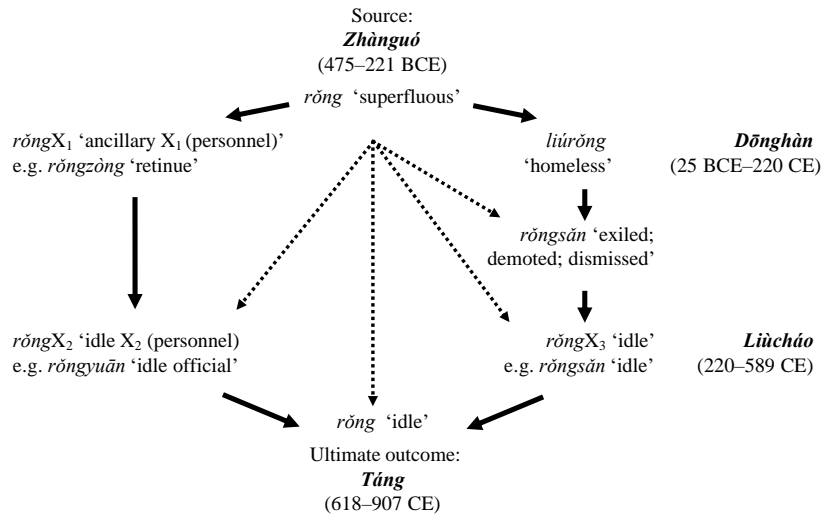 Source:
Zhànguó
(475–221 BCE)
rǒng ‘superfluous’
rǒngX₁ ‘ancillary X₁ (personnel)’
e.g. rǒngzòng ‘retinue’
liúrǒng
‘homeless’
Dōnghàn
(25 BCE–220 CE)
rǒngsǎn ‘exiled;
demoted; dismissed’
rǒngX₂ ‘idle X₂ (personnel)
e.g. rǒngyuān ‘idle official’
rǒngX₃ ‘idle’
e.g. rǒngsǎn ‘idle’
Liùcháo
(220–589 CE)
rǒng ‘idle’
Ultimate outcome:
Táng
(618–907 CE)